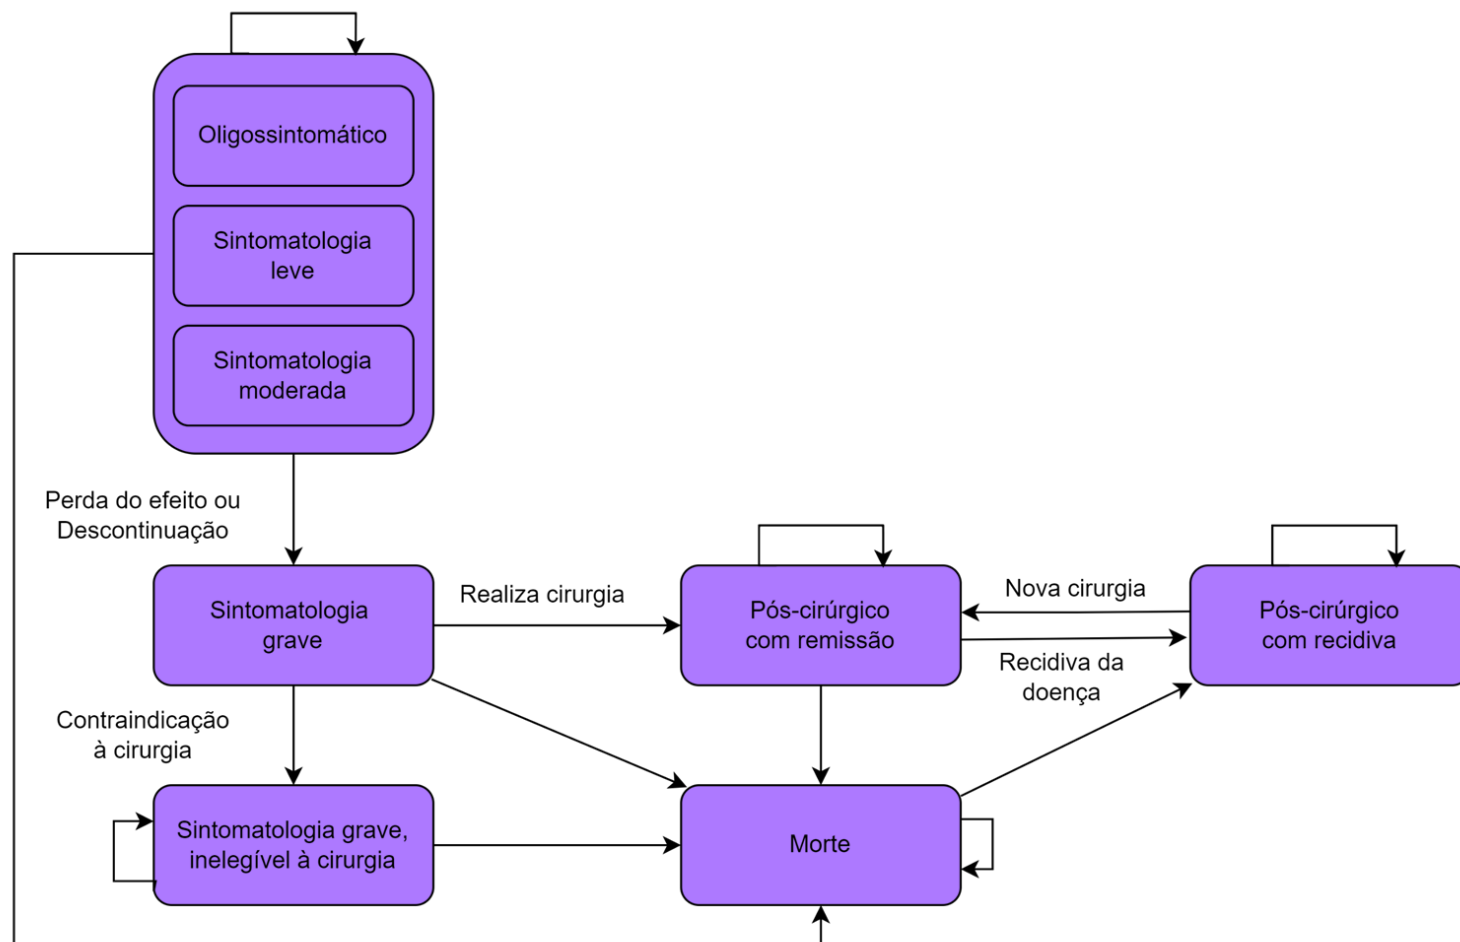 Oligossintomático
Sintomatologia
leve
Sintomatologia
moderada
Perda do efeito ou
Descontinuação
Sintomatologia
grave
Realiza cirurgia
Pós-cirúrgico
com remissão
Nova cirurgia
Recidiva da
doença
Pós-cirúrgico
com recidiva
Contraindicação
à cirurgia
Sintomatologia grave,
inelegível à cirurgia
Morte